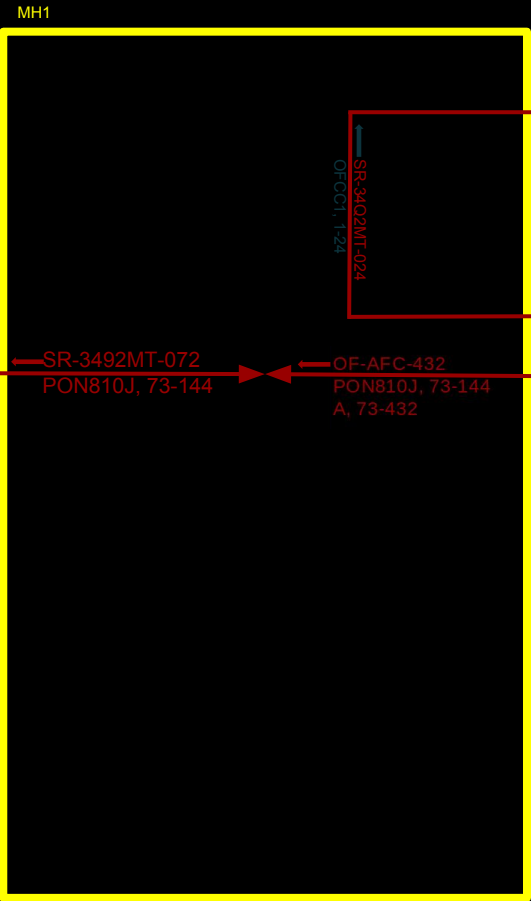 MH1
SR-34Q2MT-024
OFCC1, 1-24
SR-3492MT-072
PON810J, 73-144
OF-AFC-432
PON810J, 73-144
A, 73-432